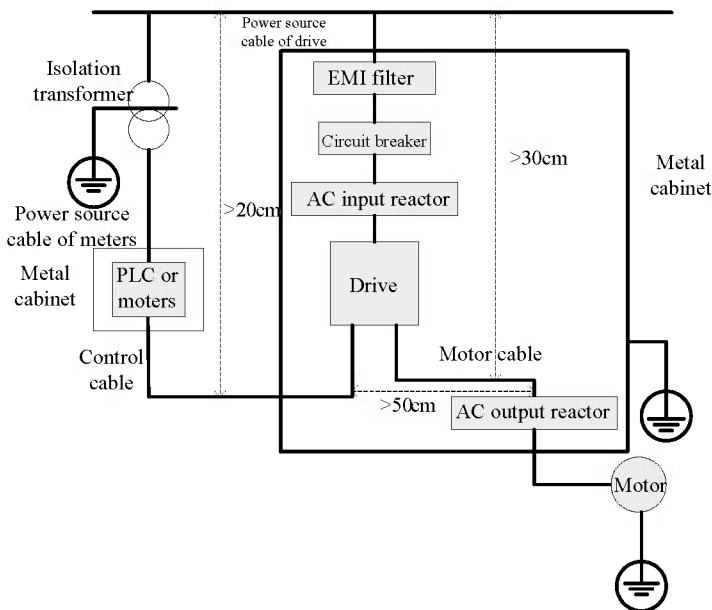 Power source
cable of drive
Isolation
transformer
EMI filter
Circuit breaker
>30cm
Metal
cabinet
AC input reactor
>20cm
Power source
cable of meters
Metal
cabinet
PLC or
moters
Drive
Control
cable
Motor cable
>50cm
AC output reactor
Motor